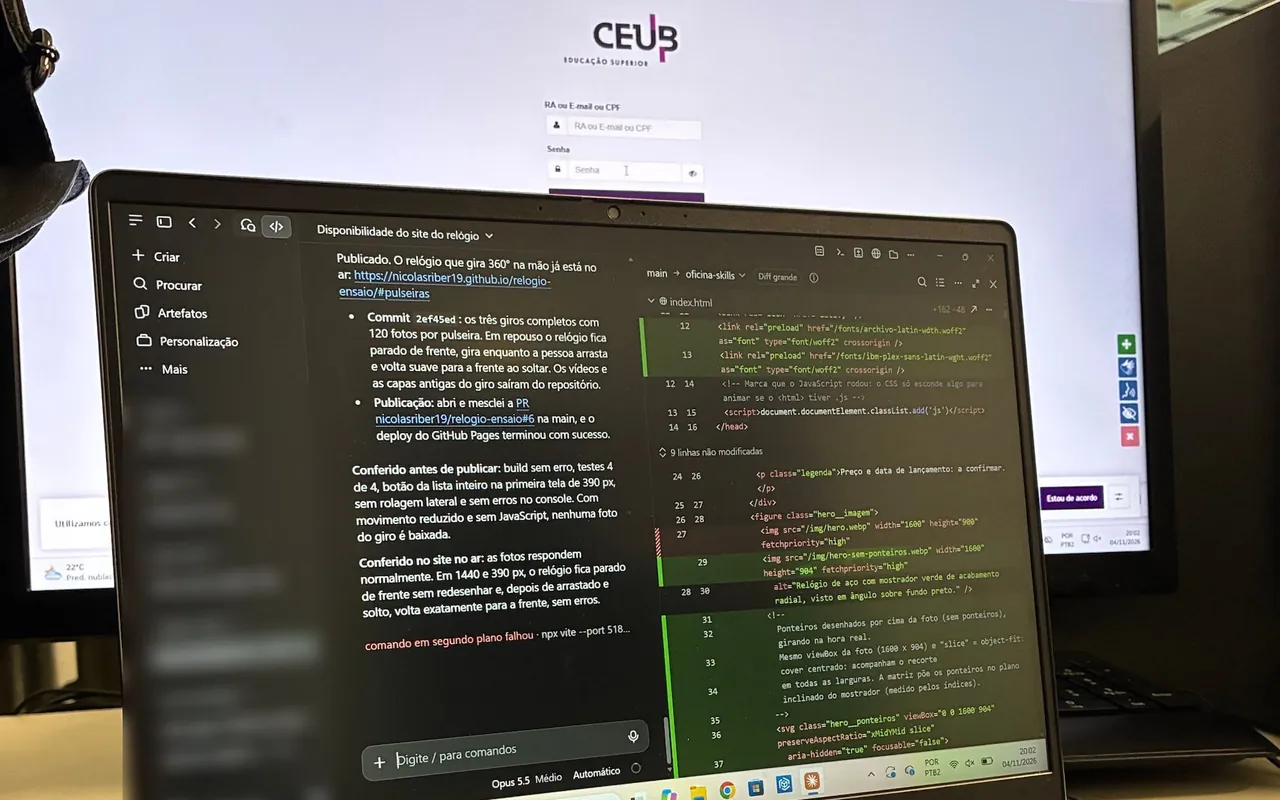 CEUB
EDUCAÇÃO SUPERIOR
RA ou E-mail ou CPF
RA ou E-mail ou CPF
Senha
Senha
Utilizamos
Estou de acordo
22°C
Pred. nublado
POR
PTB2
20:02
04/11/2026
Disponibilidade do site do relógio
Criar
Procurar
Artefatos
Personalização
Mais
Publicado. O relógio que gira 360° na mão já está no
ar: https://nicolasriber19.github.io/relogio-
ensaio/#pulseiras
Commit 2ef45ed : os três giros completos com
120 fotos por pulseira. Em repouso o relógio fica
parado de frente, gira enquanto a pessoa arrasta
e volta suave para a frente ao soltar. Os vídeos e
as capas antigas do giro saíram do repositório.
Publicação: abri e mesclei a PR
nicolasriber19/relogio-ensaio#6 na main, e o
deploy do GitHub Pages terminou com sucesso.
Conferido antes de publicar: build sem erro, testes 4
de 4, botão da lista inteiro na primeira tela de 390 px,
sem rolagem lateral e sem erros no console. Com
movimento reduzido e sem JavaScript, nenhuma foto
do giro é baixada.
Conferido no site no ar: as fotos respondem
normalmente. Em 1440 e 390 px, o relógio fica parado
de frente sem redesenhar e, depois de arrastado e
solto, volta exatamente para a frente, sem erros.
comando em segundo plano falhou · npx vite --port 518...
Digite / para comandos
Opus 5.5 Médio Automático
main → oficina-skills Diff grande
index.html
+162 -48
12 <link rel="preload" href="/fonts/archivo-latin-wdth.woff2"
as="font" type="font/woff2" crossorigin />
13 <link rel="preload" href="/fonts/ibm-plex-sans-latin-wght.woff2"
as="font" type="font/woff2" crossorigin />
12 14 <!-- Marca que o JavaScript rodou: o CSS só esconde algo para
animar se o <html> tiver .js -->
13 15 <script>document.documentElement.classList.add('js')</script>
14 16 </head>
9 linhas não modificadas
24 26 <p class="legenda">Preço e data de lançamento: a confirmar.
</p>
25 27 </div>
26 28 <figure class="hero__imagem">
27 <img src="/img/hero.webp" width="1600" height="900"
fetchpriority="high"
29 <img src="/img/hero-sem-ponteiros.webp" width="1600"
height="904" fetchpriority="high"
28 30 alt="Relógio de aço com mostrador verde de acabamento
radial, visto em ângulo sobre fundo preto." />
31 <!--
32 Ponteiros desenhados por cima da foto (sem ponteiros),
girando na hora real.
33 Mesmo viewBox da foto (1600 x 904) e "slice" = object-fit:
cover centrado: acompanham o recorte
34 em todas as larguras. A matriz põe os ponteiros no plano
inclinado do mostrador (medido pelos índices).
35 -->
36 <svg class="hero__ponteiros" viewBox="0 0 1600 904"
preserveAspectRatio="xMidYMid slice"
37 aria-hidden="true" focusable="false">
POR
PTB2
20:02
04/11/2026